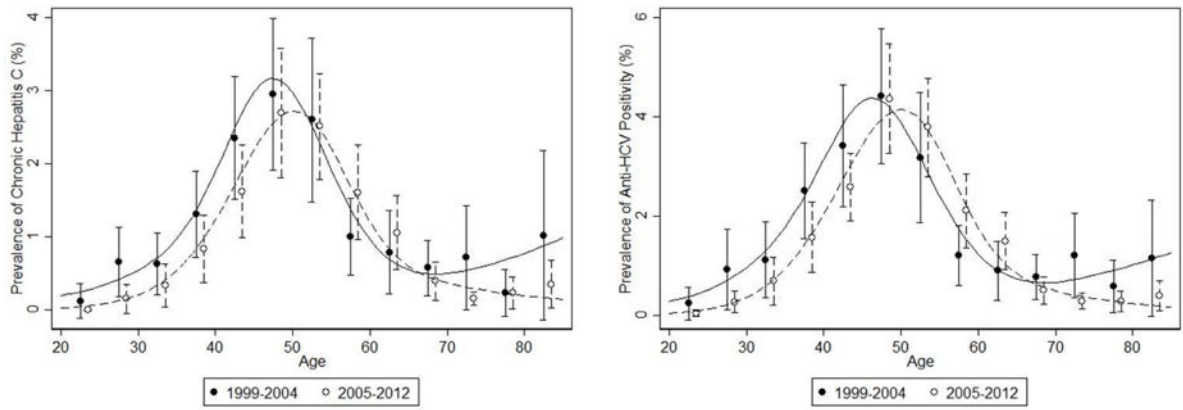 Prevalence of Chronic Hepatitis C (%)
4
3
2
1
0
20 30 40 50 60 70 80
Age
● 1999-2004 ○ 2005-2012
Prevalence of Anti-HCV Positivity (%)
6
4
2
0
20 30 40 50 60 70 80
Age
● 1999-2004 ○ 2005-2012